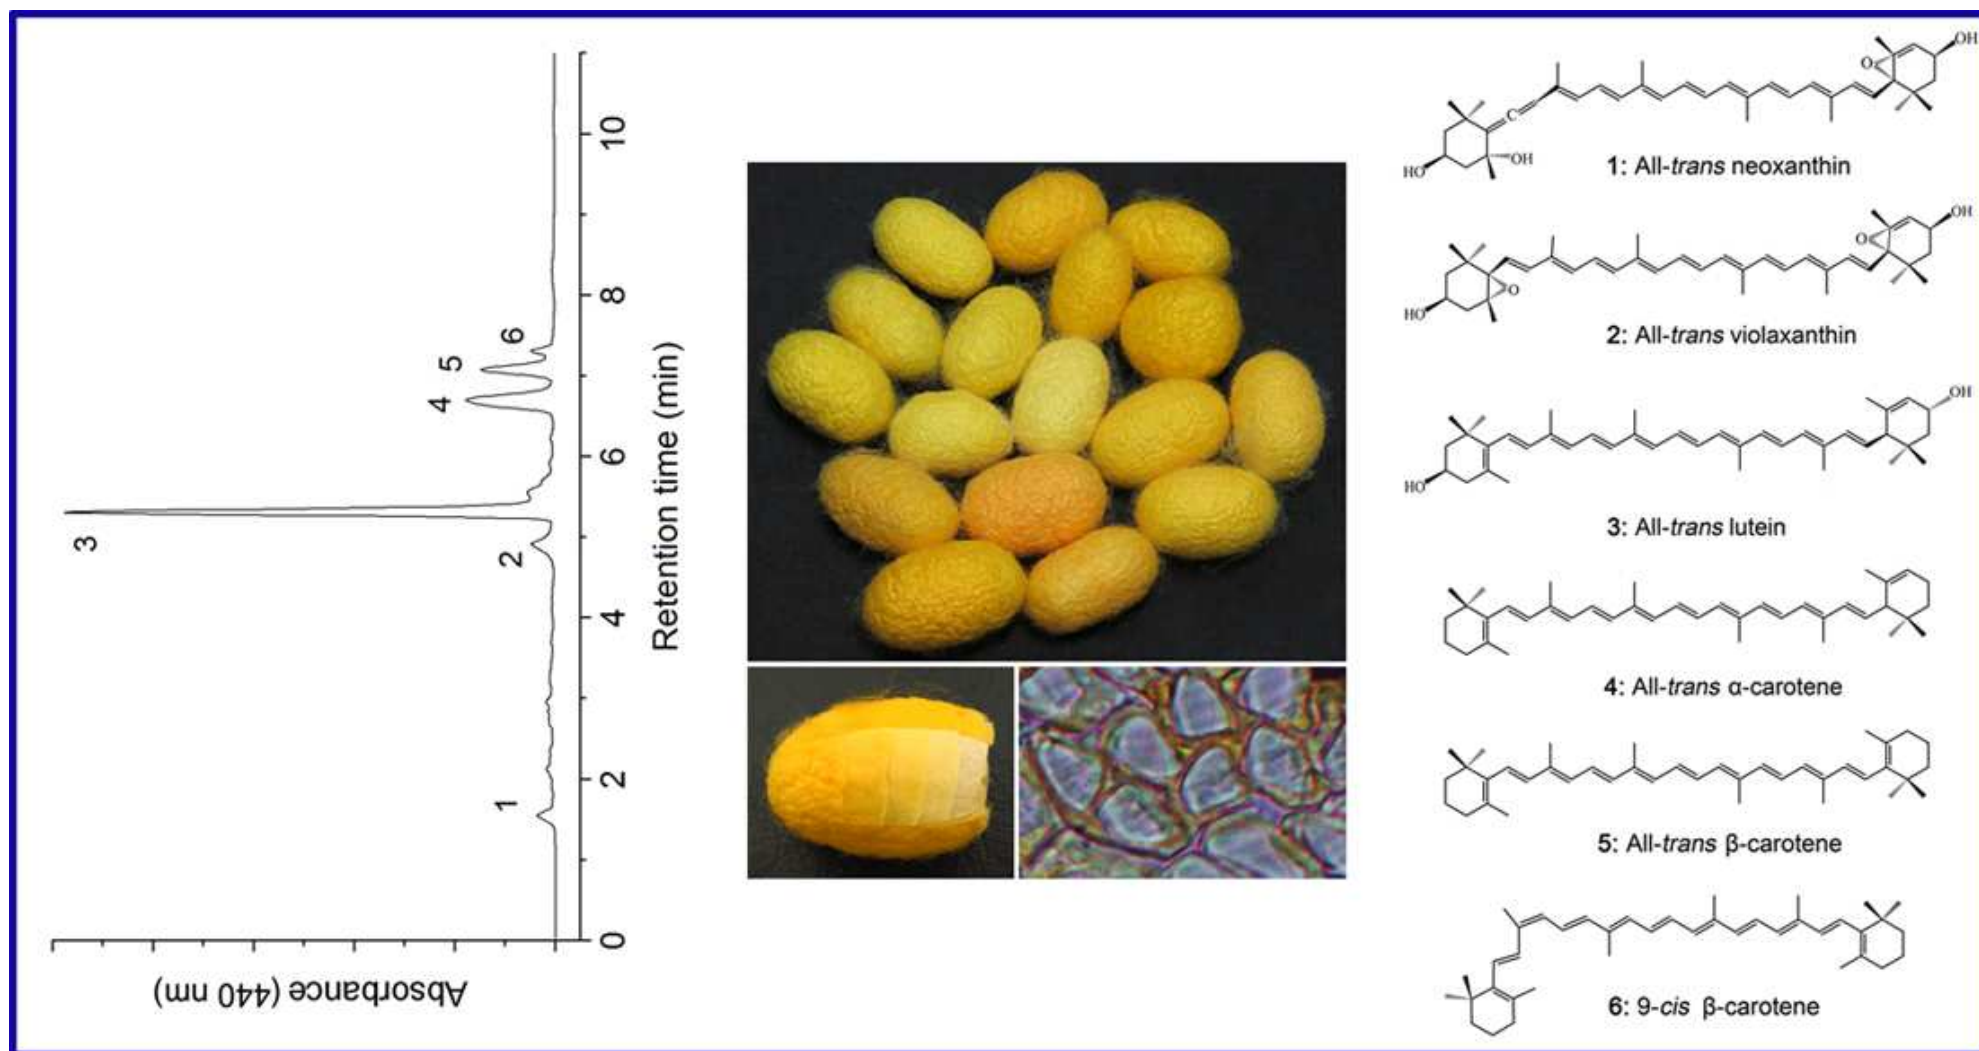 0
2
4
6
8
10
Retention time (min)
Absorbance (440 nm)
1
2
3
4
5
6
O
OH
C
HO
OH
1: All-trans neoxanthin
OH
O
O
HO
2: All-trans violaxanthin
OH
HO
3: All-trans lutein
4: All-trans α-carotene
5: All-trans β-carotene
6: 9-cis β-carotene